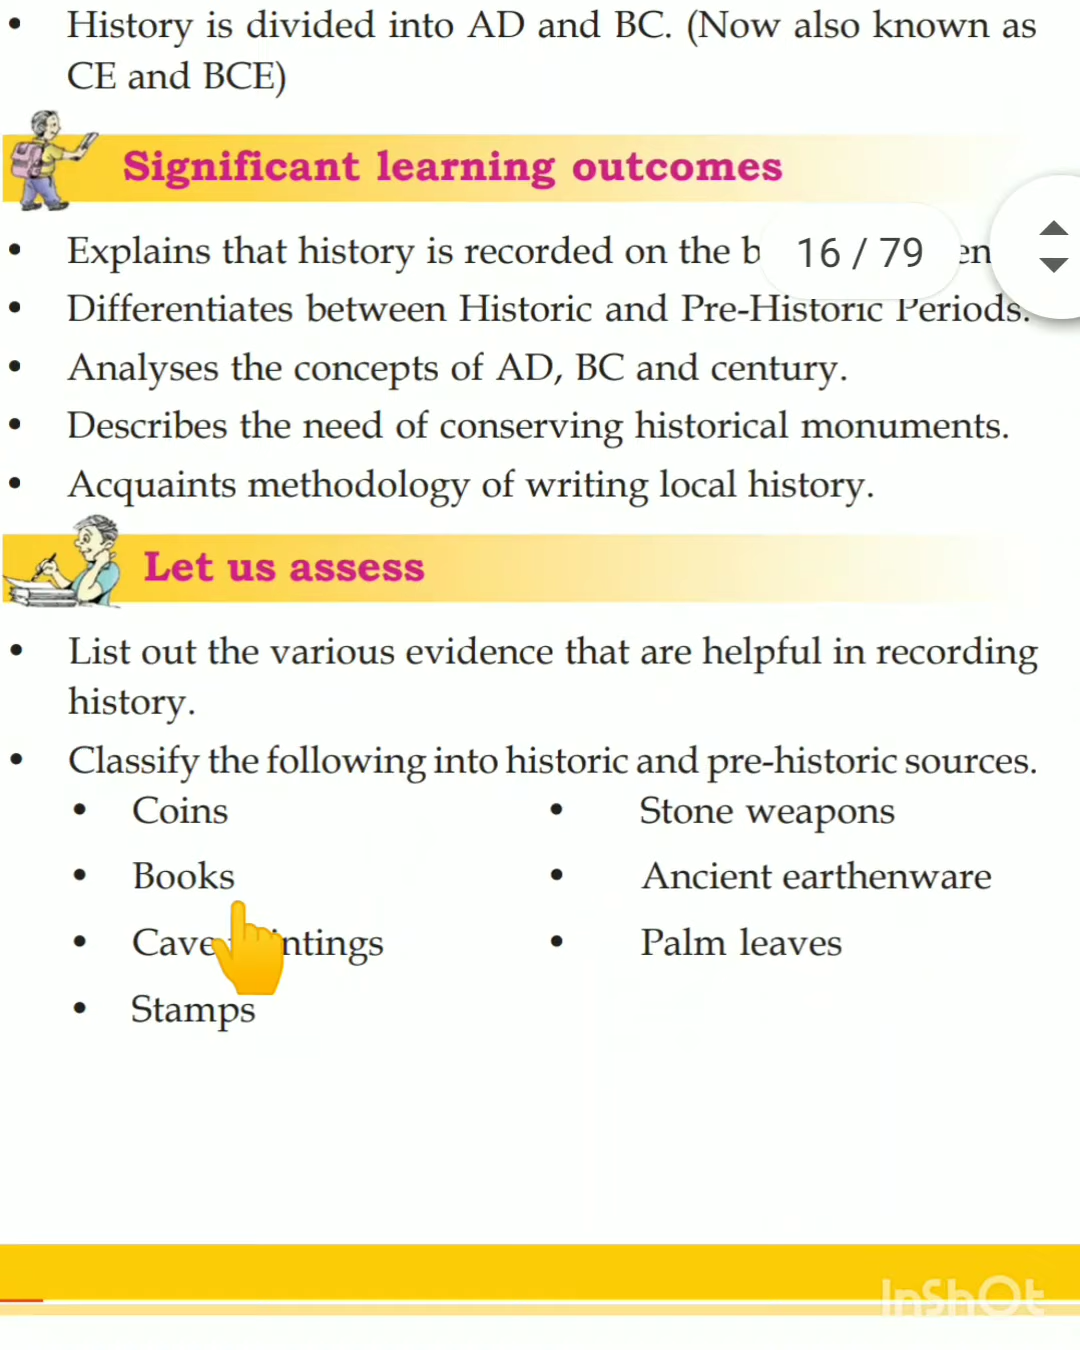 • History is divided into AD and BC. (Now also known as
CE and BCE)
Significant learning outcomes
• Explains that history is recorded on the
16 / 79
• Differentiates between Historic and Pre-Historic Periods.
• Analyses the concepts of AD, BC and century.
• Describes the need of conserving historical monuments.
• Acquaints methodology of writing local history.
Let us assess
• List out the various evidence that are helpful in recording
history.
• Classify the following into historic and pre-historic sources.
• Coins • Stone weapons
• Books • Ancient earthenware
• Cave • Palm leaves
• Stamps
InShOt